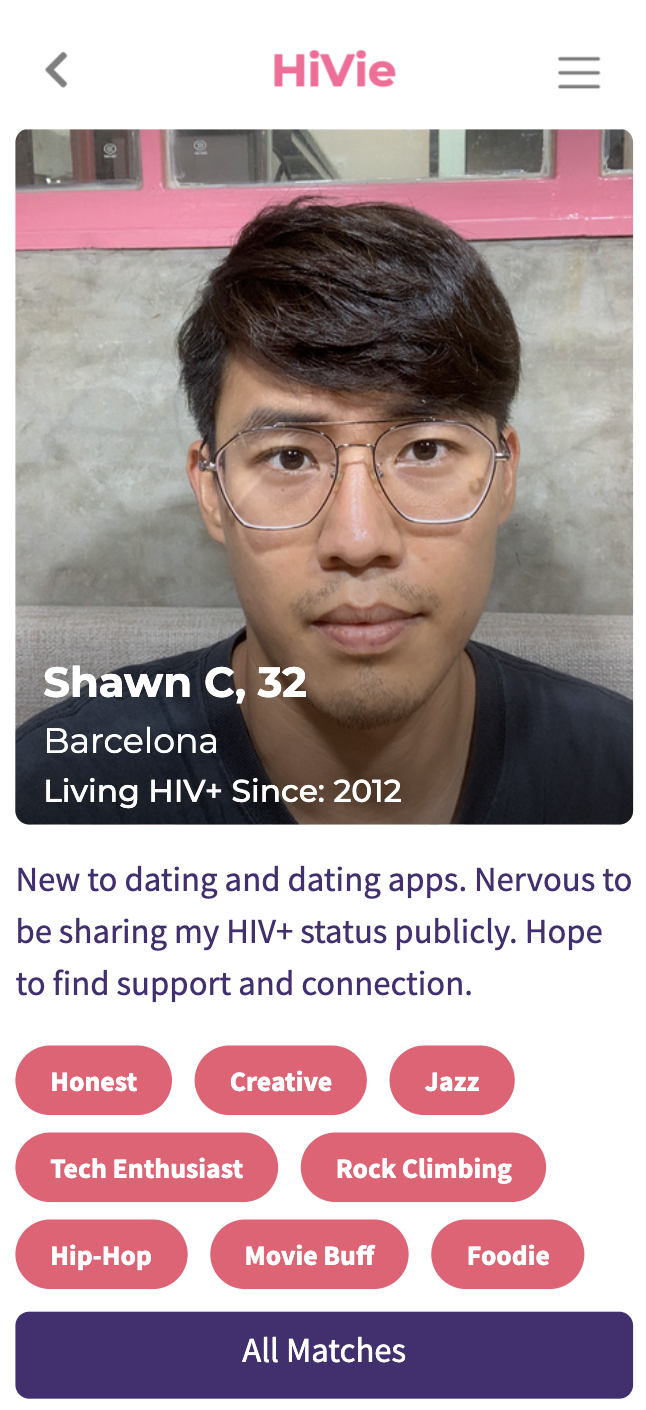 HiVie
Shawn C, 32
Barcelona
Living HIV+ Since: 2012
New to dating and dating apps. Nervous to
be sharing my HIV+ status publicly. Hope
to find support and connection.
Honest
Creative
Jazz
Tech Enthusiast
Rock Climbing
Hip-Hop
Movie Buff
Foodie
All Matches